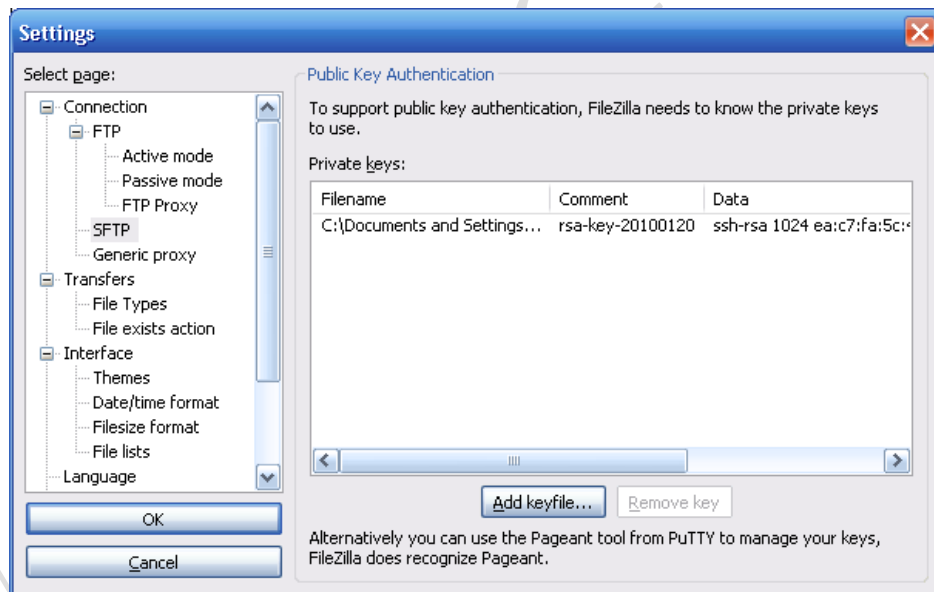 Settings
Select page:
Connection
FTP
Active mode
Passive mode
FTP Proxy
SFTP
Generic proxy
Transfers
File Types
File exists action
Interface
Themes
Date/time format
Filesize format
File lists
Language
OK
Cancel
Public Key Authentication
To support public key authentication, FileZilla needs to know the private keys
to use.
Private keys:
Filename Comment Data
C:\Documents and Settings... rsa-key-20100120 ssh-rsa 1024 ea:c7:fa:5c:
Add keyfile... Remove key
Alternatively you can use the Pageant tool from PuTTY to manage your keys,
FileZilla does recognize Pageant.